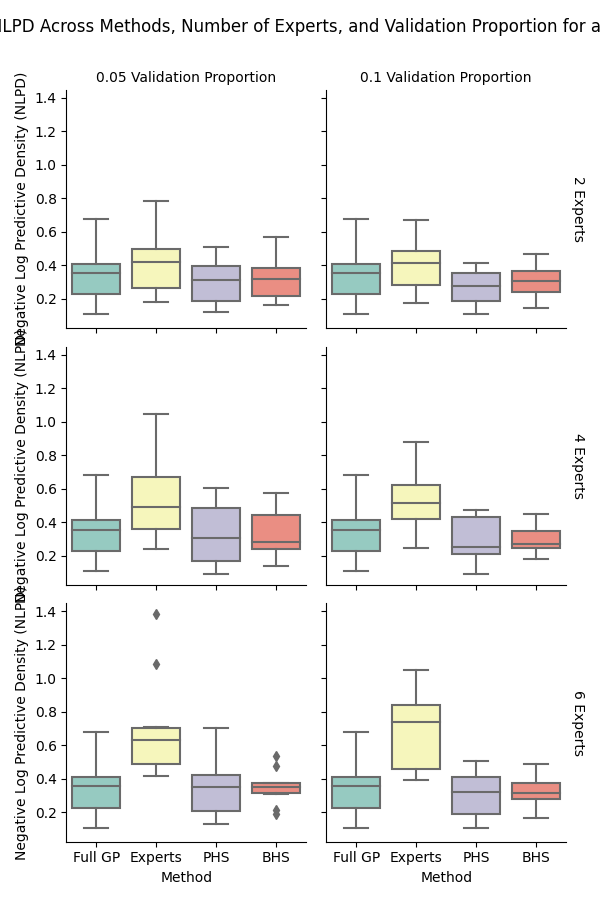 LPD Across Methods, Number of Experts, and Validation Proportion for a
0.05 Validation Proportion
0.1 Validation Proportion
Negative Log Predictive Density (NLPD)
1.4
1.2
1.0
0.8
0.6
0.4
0.2
2 Experts
Negative Log Predictive Density (NLPD)
1.4
1.2
1.0
0.8
0.6
0.4
0.2
4 Experts
Negative Log Predictive Density (NLPD)
1.4
1.2
1.0
0.8
0.6
0.4
0.2
6 Experts
Full GP Experts PHS BHS
Method
Full GP Experts PHS BHS
Method